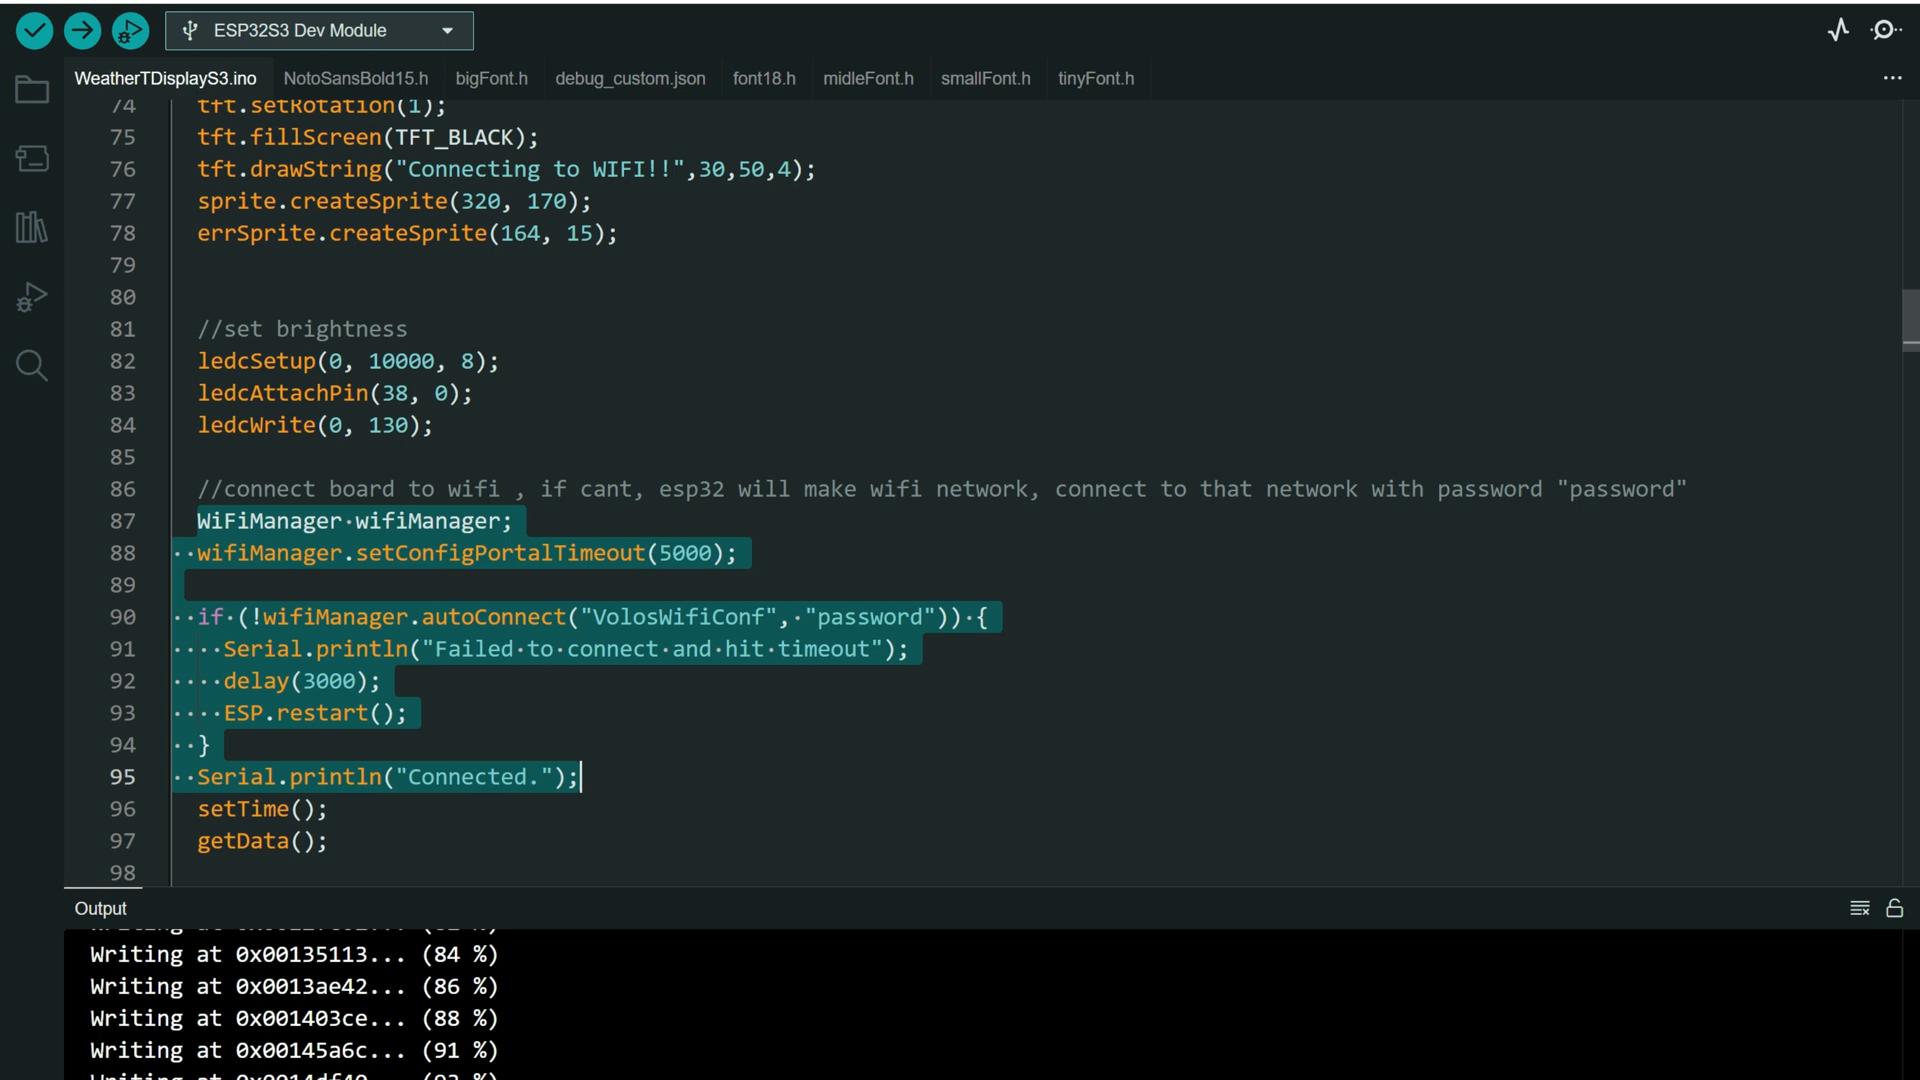 ESP32S3 Dev Module
WeatherTDisplayS3.ino NotoSansBold15.h bigFont.h debug_custom.json font18.h midleFont.h smallFont.h tinyFont.h
74 tft.setRotation(1);
75 tft.fillScreen(TFT_BLACK);
76 tft.drawString("Connecting to WIFI!!",30,50,4);
77 sprite.createSprite(320, 170);
78 errSprite.createSprite(164, 15);
79
80
81 //set brightness
82 ledcSetup(0, 10000, 8);
83 ledcAttachPin(38, 0);
84 ledcWrite(0, 130);
85
86 //connect board to wifi , if cant, esp32 will make wifi network, connect to that network with password "password"
87 WiFiManager·wifiManager;
88 ··wifiManager.setConfigPortalTimeout(5000);
89
90 ··if·(!wifiManager.autoConnect("VolosWifiConf",·"password"))·{
91 ····Serial.println("Failed·to·connect·and·hit·timeout");
92 ····delay(3000);
93 ····ESP.restart();
94 ··}
95 ··Serial.println("Connected.");
96 setTime();
97 getData();
98
Output
Writing at 0x00135113... (84 %)
Writing at 0x0013ae42... (86 %)
Writing at 0x001403ce... (88 %)
Writing at 0x00145a6c... (91 %)